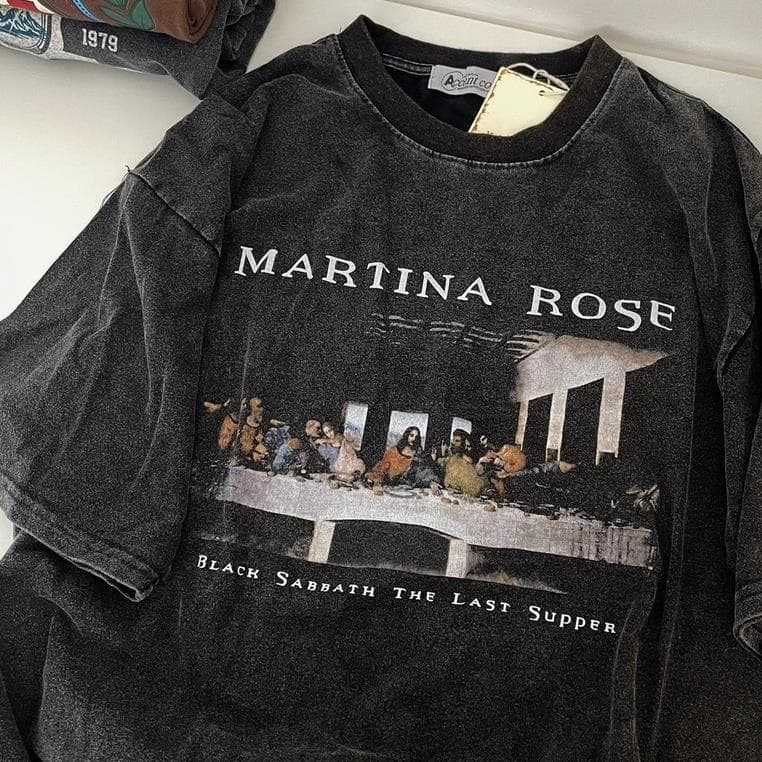 1979
MARTINA ROSE
BLACK SABBATH THE LAST SUPPER